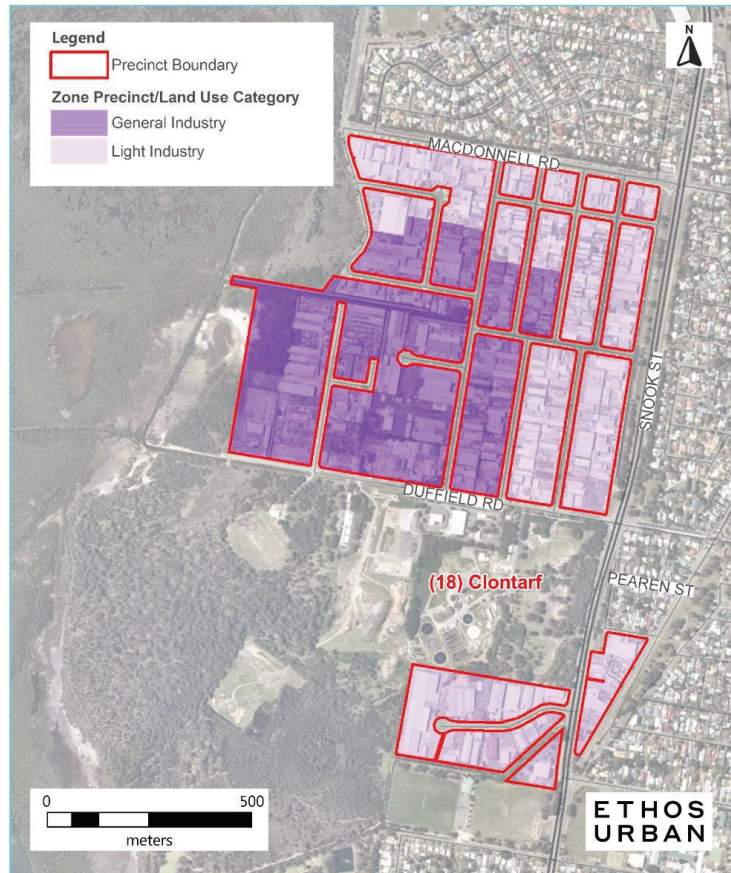 Legend
Precinct Boundary
Zone Precinct/Land Use Category
General Industry
Light Industry
N
MACDONNELL RD
SNOOK ST
DUFFIELD RD
(18) Clontarf
PEAREN ST
0 500
meters
ETHOS
URBAN